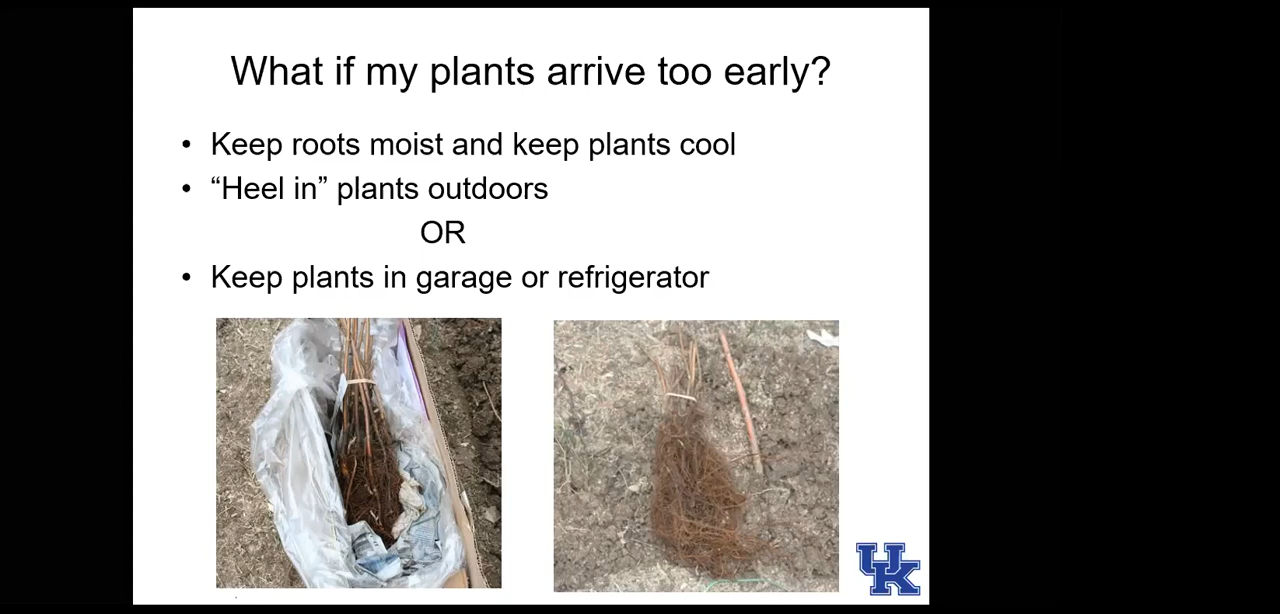 What if my plants arrive too early?
• Keep roots moist and keep plants cool
• “Heel in” plants outdoors
OR
• Keep plants in garage or refrigerator
UK